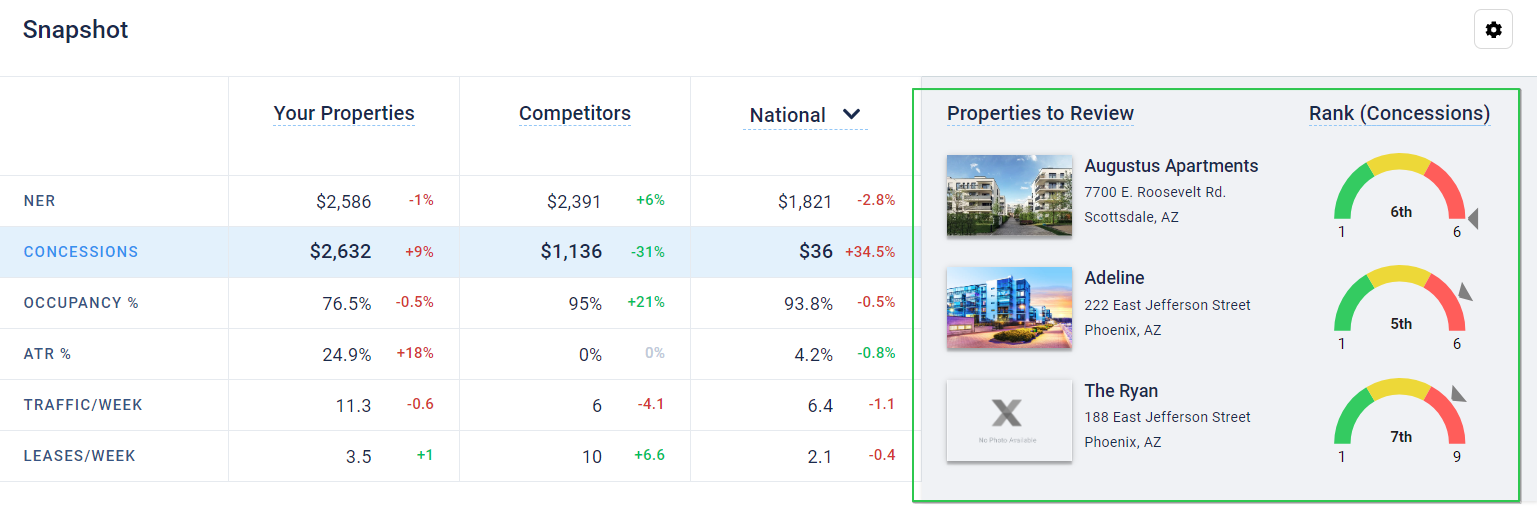 Snapshot
Your Properties Competitors National
NER $2,586 -1% $2,391 +6% $1,821 -2.8%
CONCESSIONS $2,632 +9% $1,136 -31% $36 +34.5%
OCCUPANCY % 76.5% -0.5% 95% +21% 93.8% -0.5%
ATR % 24.9% +18% 0% 0% 4.2% -0.8%
TRAFFIC/WEEK 11.3 -0.6 6 -4.1 6.4 -1.1
LEASES/WEEK 3.5 +1 10 +6.6 2.1 -0.4
Properties to Review Rank (Concessions)
Augustus Apartments
7700 E. Roosevelt Rd.
Scottsdale, AZ
6th
1 6
Adeline
222 East Jefferson Street
Phoenix, AZ
5th
1 6
X
No Photo Available
The Ryan
188 East Jefferson Street
Phoenix, AZ
7th
1 9